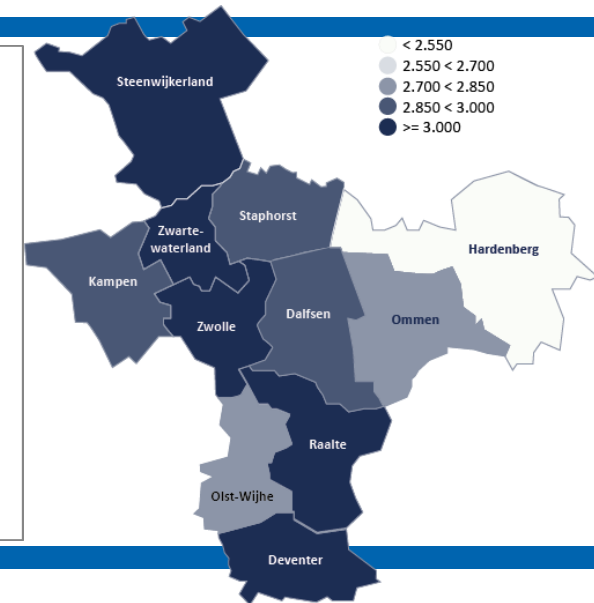 < 2.550
2.550 < 2.700
2.700 < 2.850
2.850 < 3.000
>= 3.000
Steenwijkerland
Staphorst
Zwarte-
waterland
Hardenberg
Kampen
Dalfsen
Ommen
Zwolle
Raalte
Olst-Wijhe
Deventer